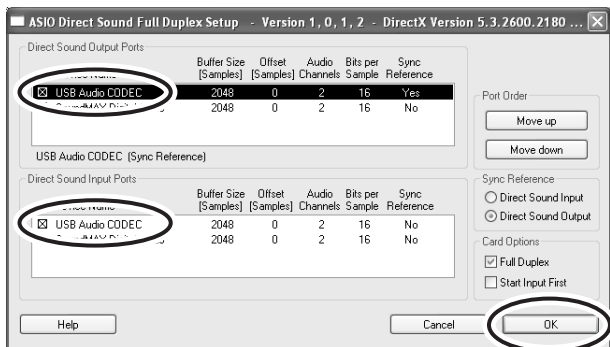 ASIO Direct Sound Full Duplex Setup - Version 1, 0, 1, 2 - DirectX Version 5.3.2600.2180 ...
Direct Sound Output Ports
Buffer Size Offset Audio Bits per Sync
[Samples] [Samples] Channels Sample Reference
USB Audio CODEC 2048 0 2 16 Yes
2048 0 2 16 No
USB Audio CODEC (Sync Reference)
Direct Sound Input Ports
Buffer Size Offset Audio Bits per Sync
[Samples] [Samples] Channels Sample Reference
USB Audio CODEC 2048 0 2 16 No
2048 0 2 16 No
Port Order
Move up
Move down
Sync Reference
Direct Sound Input
Direct Sound Output
Card Options
Full Duplex
Start Input First
Help
Cancel
OK